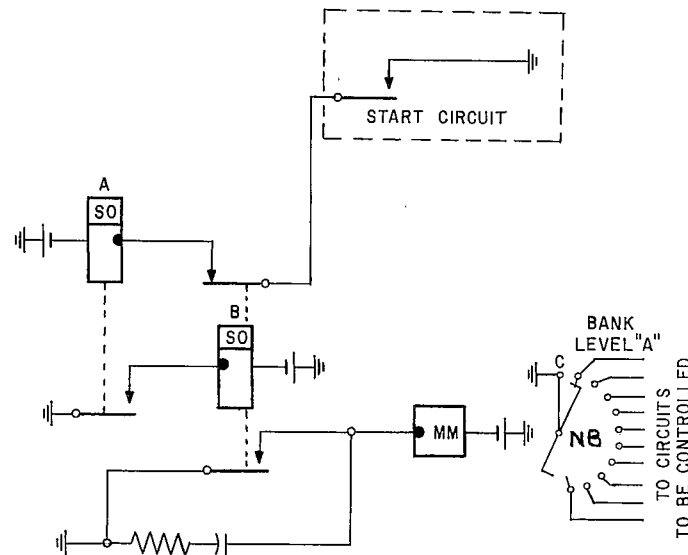 START CIRCUIT
A
SO
B
SO
BANK
LEVEL"A"
C
MM
NB
TO CIRCUITS
TO BE CONTROLLED